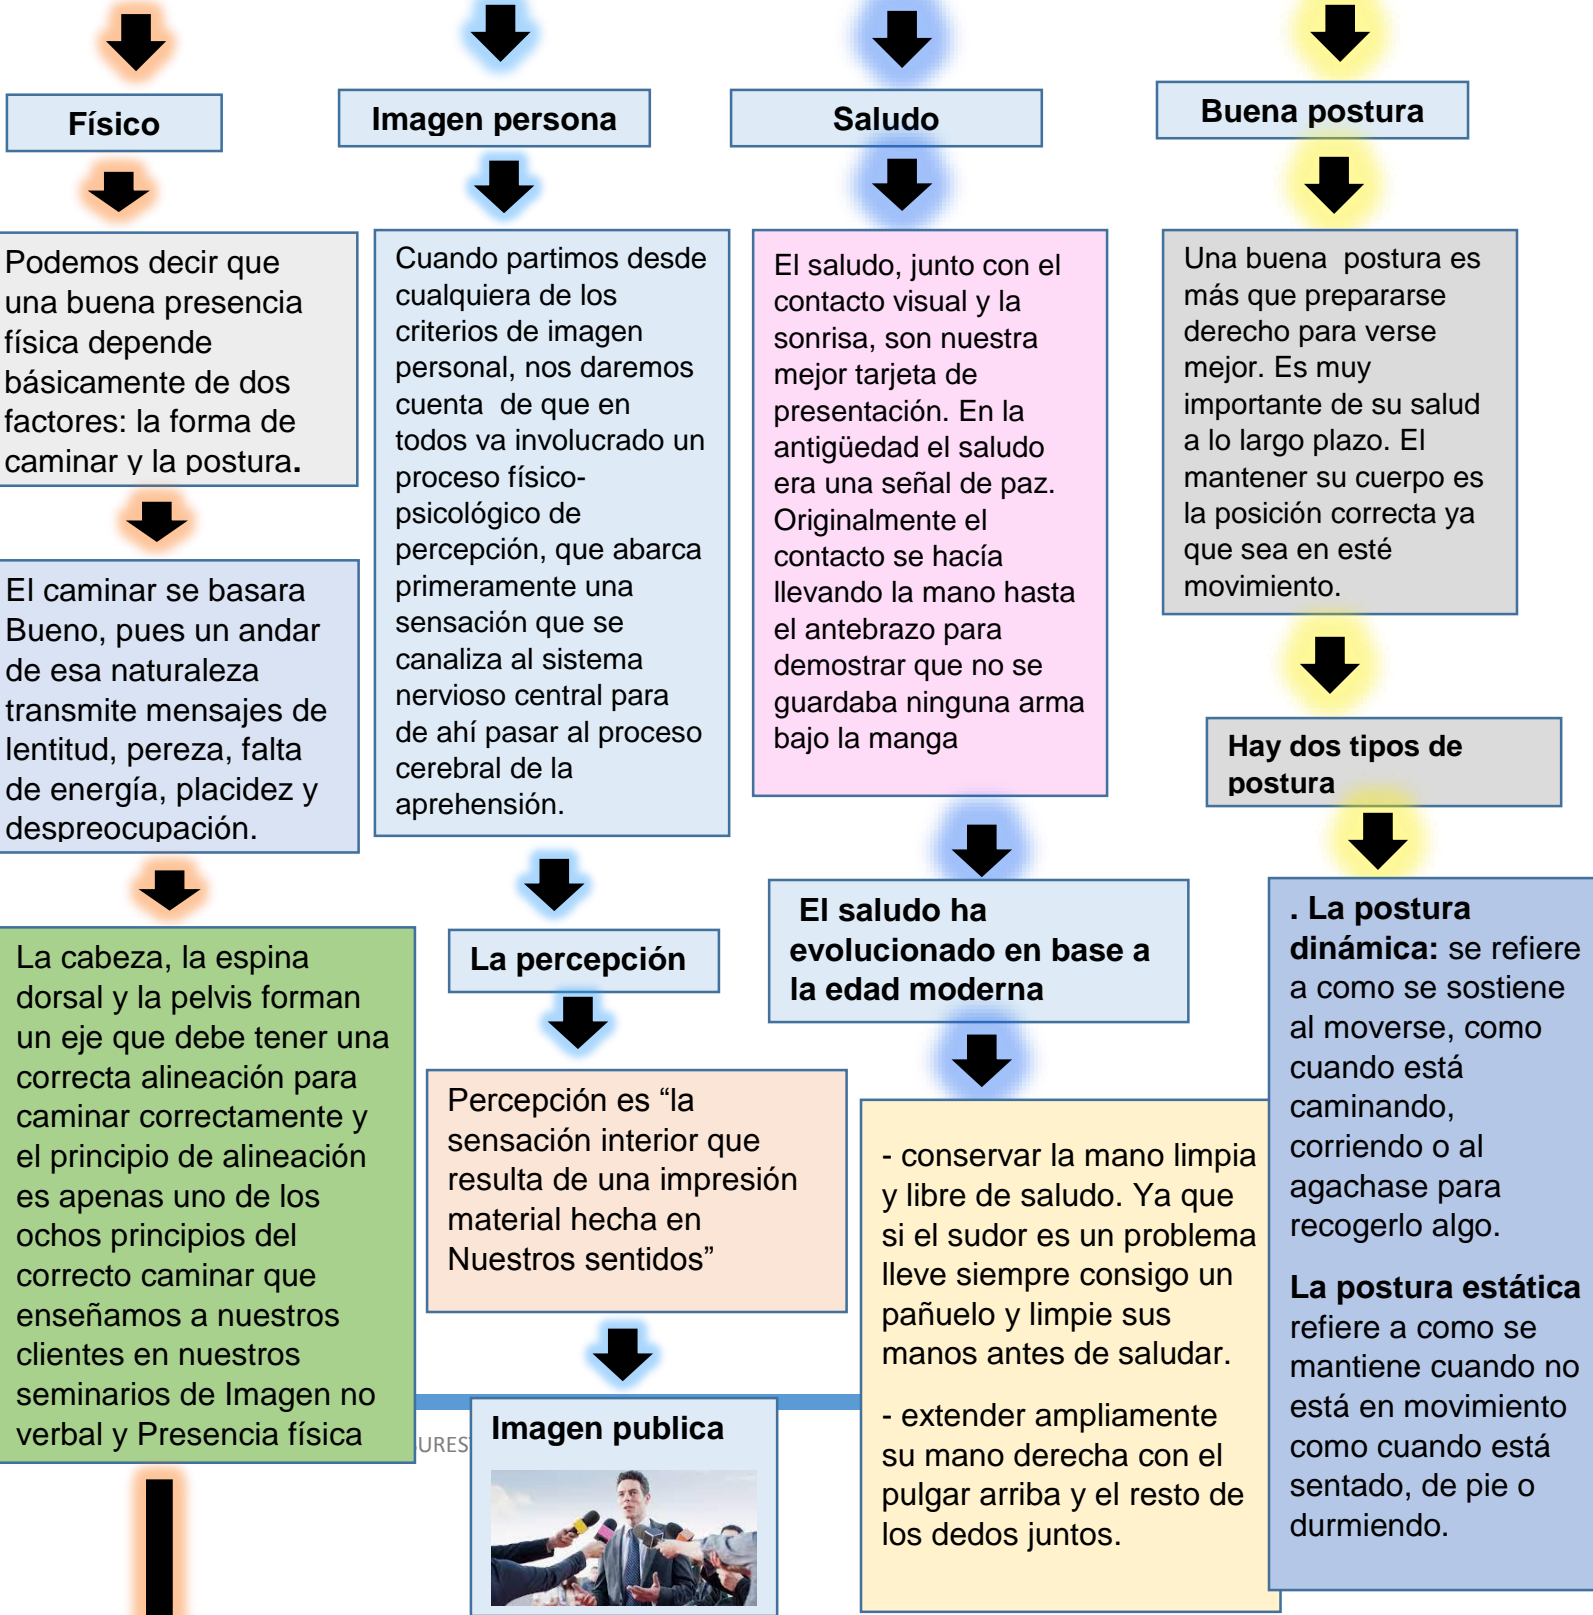 Físico
Podemos decir que
una buena presencia
física depende
básicamente de dos
factores: la forma de
caminar y la postura.
El caminar se basara
Bueno, pues un andar
de esa naturaleza
transmite mensajes de
lentitud, pereza, falta
de energía, placidez y
despreocupación.
La cabeza, la espina
dorsal y la pelvis forman
un eje que debe tener una
correcta alineación para
caminar correctamente y
el principio de alineación
es apenas uno de los
ochos principios del
correcto caminar que
enseñamos a nuestros
clientes en nuestros
seminarios de Imagen no
verbal y Presencia física
Imagen persona
Cuando partimos desde
cualquiera de los
criterios de imagen
personal, nos daremos
cuenta  de que en
todos va involucrado un
proceso físico-
psicológico de
percepción, que abarca
primeramente una
sensación que se
canaliza al sistema
nervioso central para
de ahí pasar al proceso
cerebral de la
aprehensión.
La percepción
Percepción es “la
sensación interior que
resulta de una impresión
material hecha en
Nuestros sentidos”
Imagen publica
Saludo
El saludo, junto con el
contacto visual y la
sonrisa, son nuestra
mejor tarjeta de
presentación. En la
antigüedad el saludo
era una señal de paz.
Originalmente el
contacto se hacía
llevando la mano hasta
el antebrazo para
demostrar que no se
guardaba ninguna arma
bajo la manga
El saludo ha
evolucionado en base a
la edad moderna
- conservar la mano limpia
y libre de saludo. Ya que
si el sudor es un problema
lleve siempre consigo un
pañuelo y limpie sus
manos antes de saludar.
- extender ampliamente
su mano derecha con el
pulgar arriba y el resto de
los dedos juntos.
Buena postura
Una buena  postura es
más que prepararse
derecho para verse
mejor. Es muy
importante de su salud
a lo largo plazo. El
mantener su cuerpo es
la posición correcta ya
que sea en esté
movimiento.
Hay dos tipos de
postura
. La postura
dinámica: se refiere
a como se sostiene
al moverse, como
cuando está
caminando,
corriendo o al
agachase para
recogerlo algo.
La postura estática
refiere a como se
mantiene cuando no
está en movimiento
como cuando está
sentado, de pie o
durmiendo.